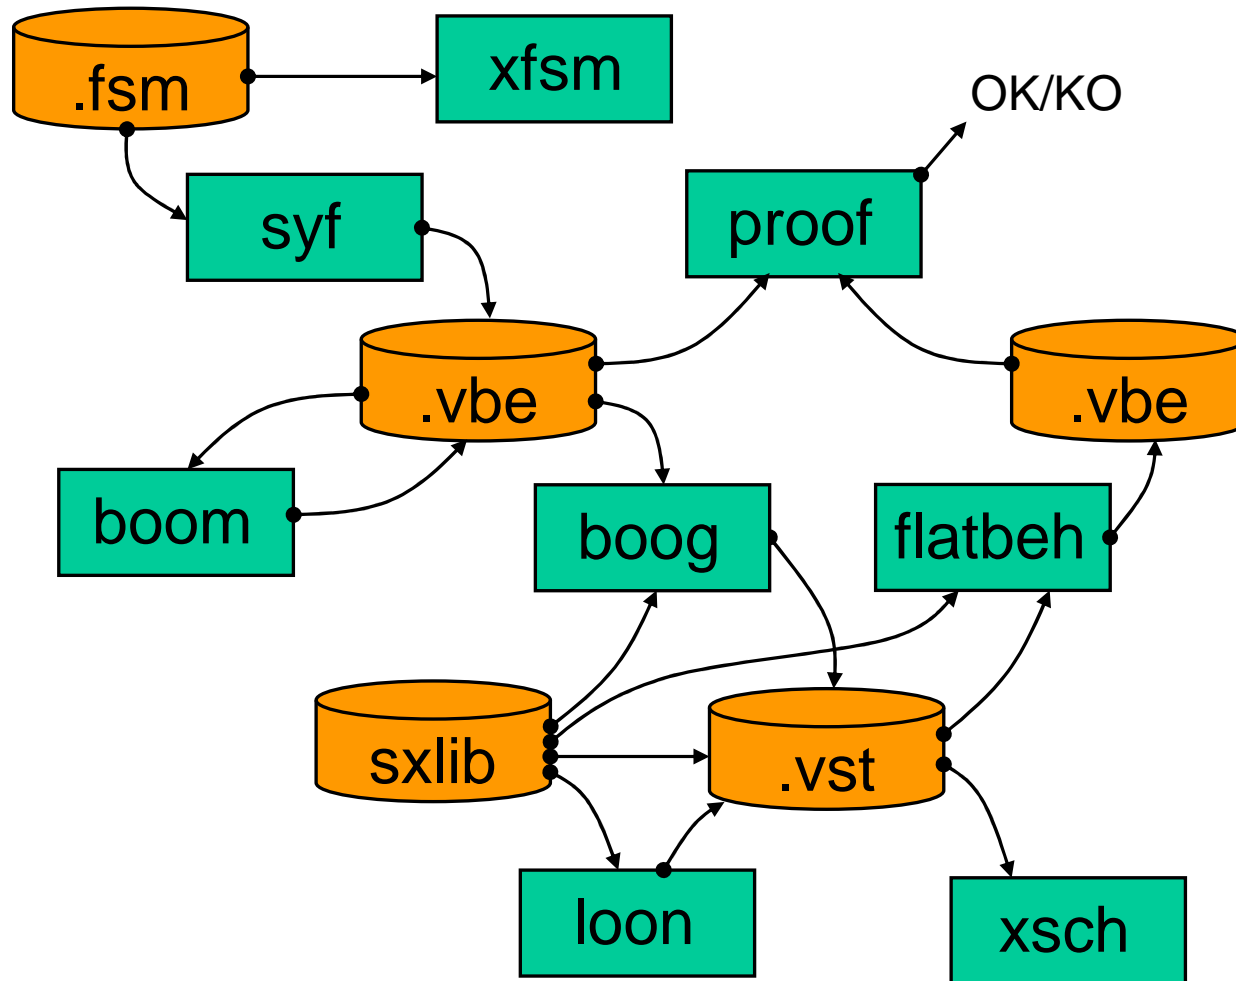 .fsm
xfsm
OK/KO
syf
proof
.vbe
.vbe
boom
boog
flatbeh
sxlib
.vst
loon
xsch